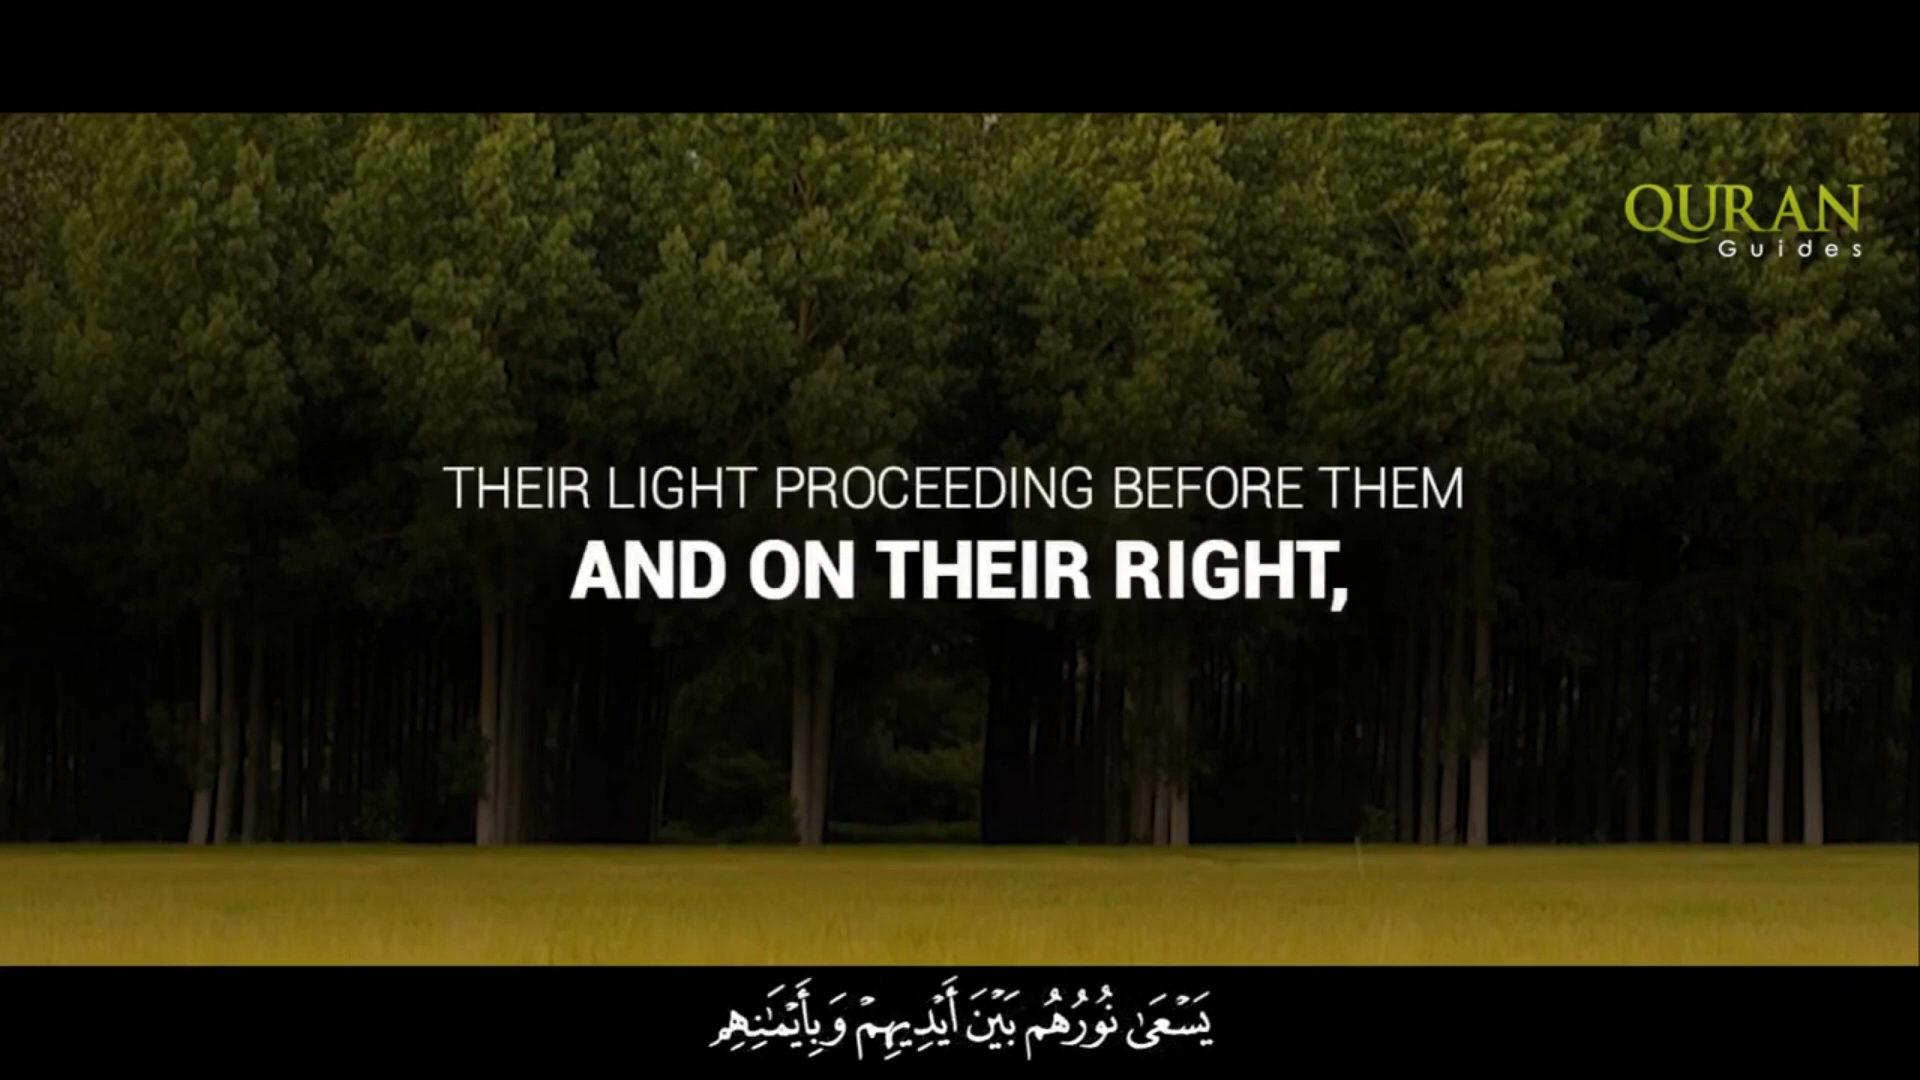 QURAN
Guides
THEIR LIGHT PROCEEDING BEFORE THEM
AND ON THEIR RIGHT,
يَسْعَىٰ نُورُهُم بَيْنَ أَيْدِيهِمْ وَبِأَيْمَٰنِهِم